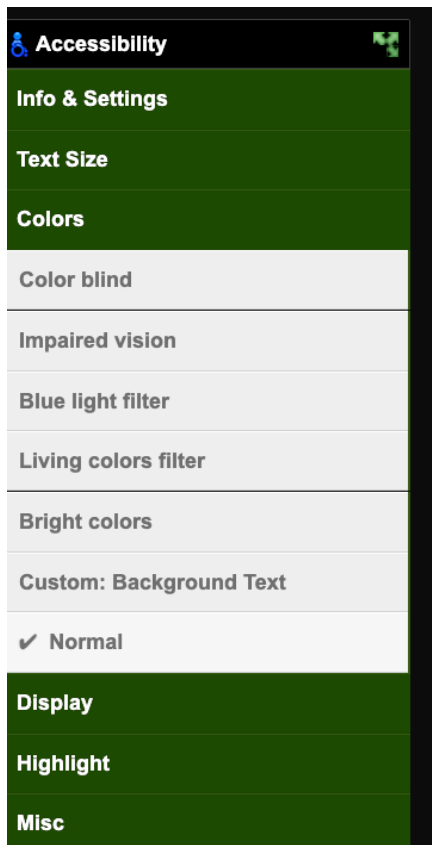 Accessibility
Info & Settings
Text Size
Colors
Color blind
Impaired vision
Blue light filter
Living colors filter
Bright colors
Custom: Background Text
✔ Normal
Display
Highlight
Misc